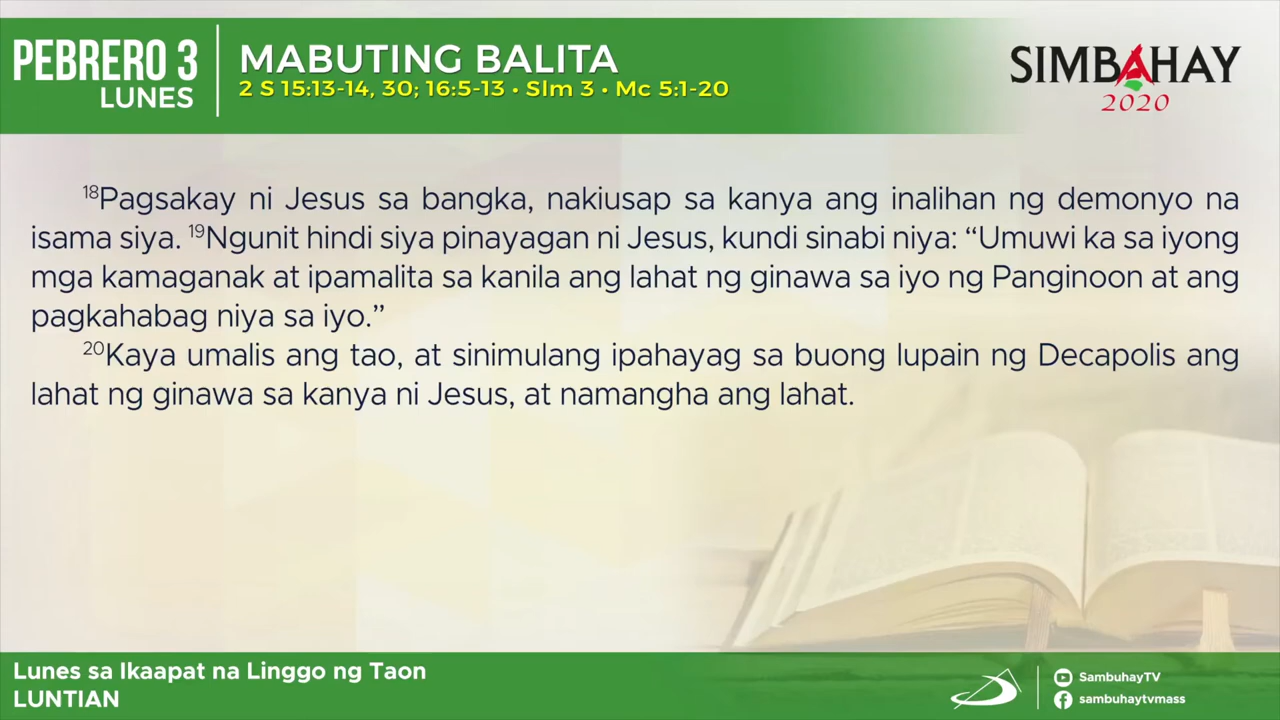 PEBRERO 3
LUNES
MABUTING BALITA
2 S 15:13-14, 30; 16:5-13 • Slm 3 • Mc 5:1-20
SIMBAHAY
2020
¹⁸Pagsakay ni Jesus sa bangka, nakiusap sa kanya ang inalihan ng demonyo na
isama siya. ¹⁹Ngunit hindi siya pinayagan ni Jesus, kundi sinabi niya: “Umuwi ka sa iyong
mga kamaganak at ipamalita sa kanila ang lahat ng ginawa sa iyo ng Panginoon at ang
pagkahabag niya sa iyo.”
²⁰Kaya umalis ang tao, at sinimulang ipahayag sa buong lupain ng Decapolis ang
lahat ng ginawa sa kanya ni Jesus, at namangha ang lahat.
Lunes sa Ikaapat na Linggo ng Taon
LUNTIAN
SambuhayTV
sambuhaytvmass